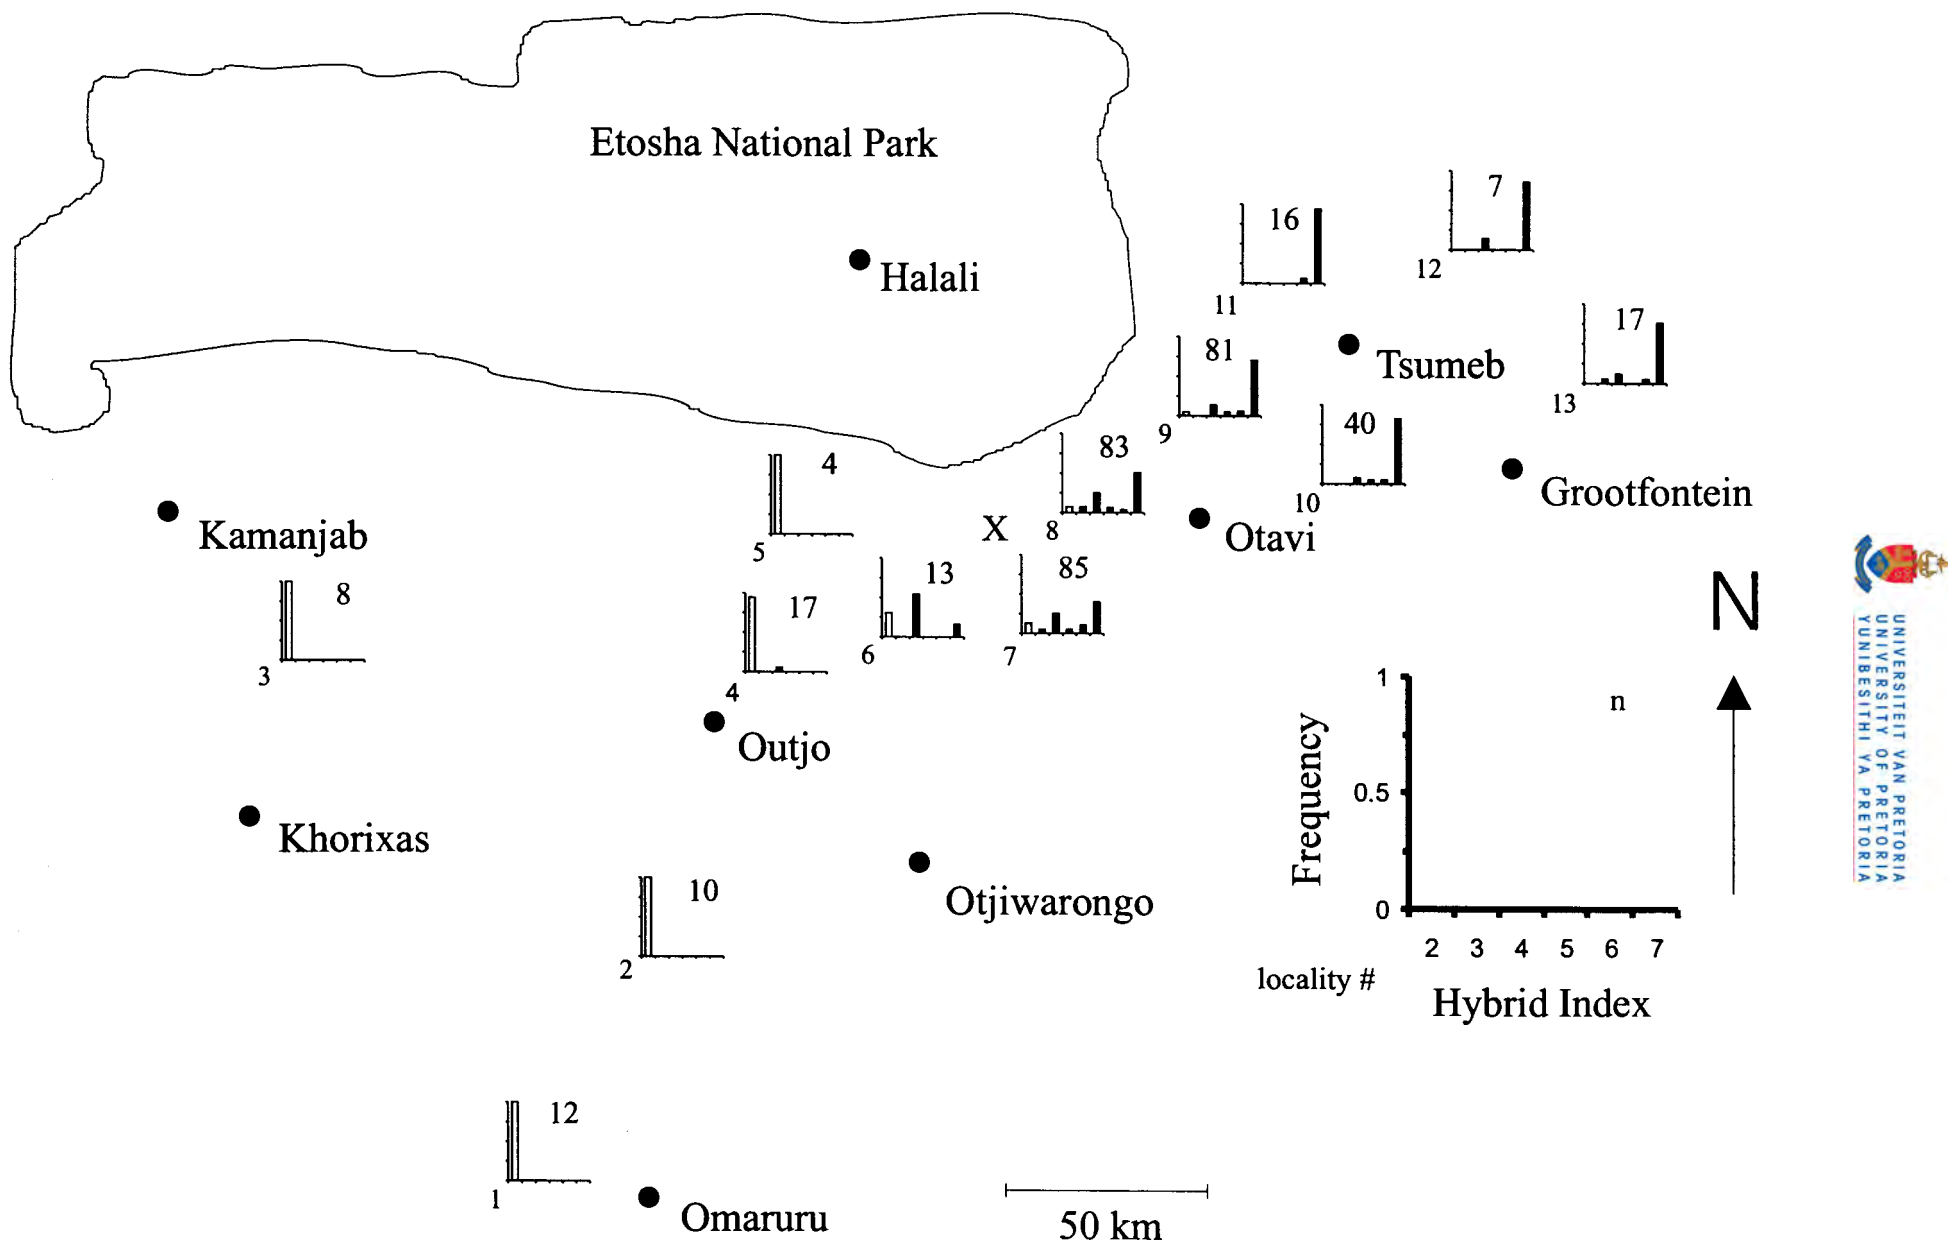 Etosha National Park
Halali
7
12
16
11
17
13
Tsumeb
81
9
40
10
83
8
Grootfontein
Otavi
4
5
X
Kamanjab
8
3
17
4
13
6
85
7
Outjo
Khorixas
10
2
Otjiwarongo
12
1
Omaruru
50 km
N
1
n
0.5
0
Frequency
2 3 4 5 6 7
locality #
Hybrid Index
UNIVERSITEIT VAN PRETORIA
UNIVERSITY OF PRETORIA
YUNIBESITHI YA PRETORIA